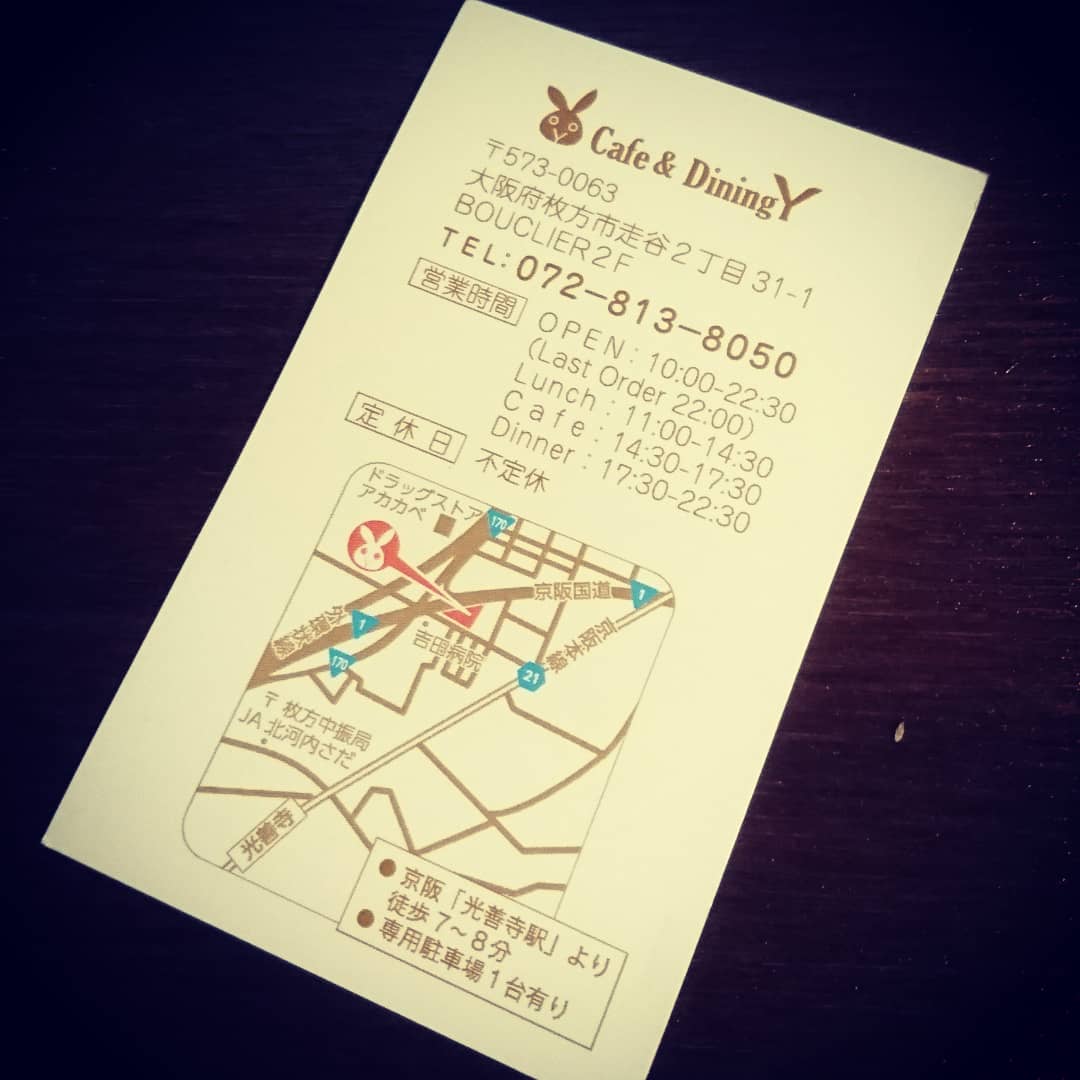 Cafe & Dining Y
〒573-0063
大阪府枚方市走谷2丁目31-1
BOUCLIER2F
TEL:072-813-8050
営業時間
OPEN:10:00-22:30
(Last Order 22:00)
Lunch:11:00-14:30
Cafe:14:30-17:30
Dinner:17:30-22:30
定休日 不定休
ドラッグストア
アカカベ
170
京阪国道
1
外環状線
1
吉田病院
京阪本線
170
21
〒枚方中振局
JA北河内さだ
光善寺
●京阪「光善寺駅」より
徒歩7~8分
●専用駐車場1台有り